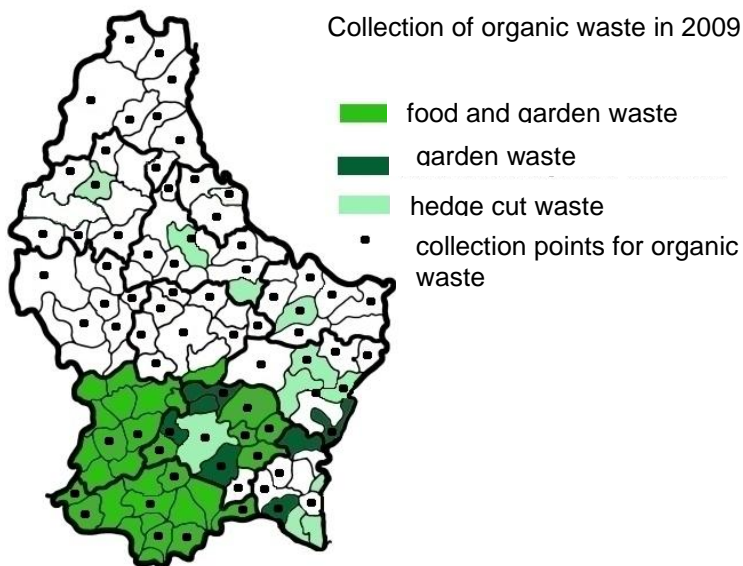 Collection of organic waste in 2009
food and garden waste
garden waste
hedge cut waste
collection points for organic
waste